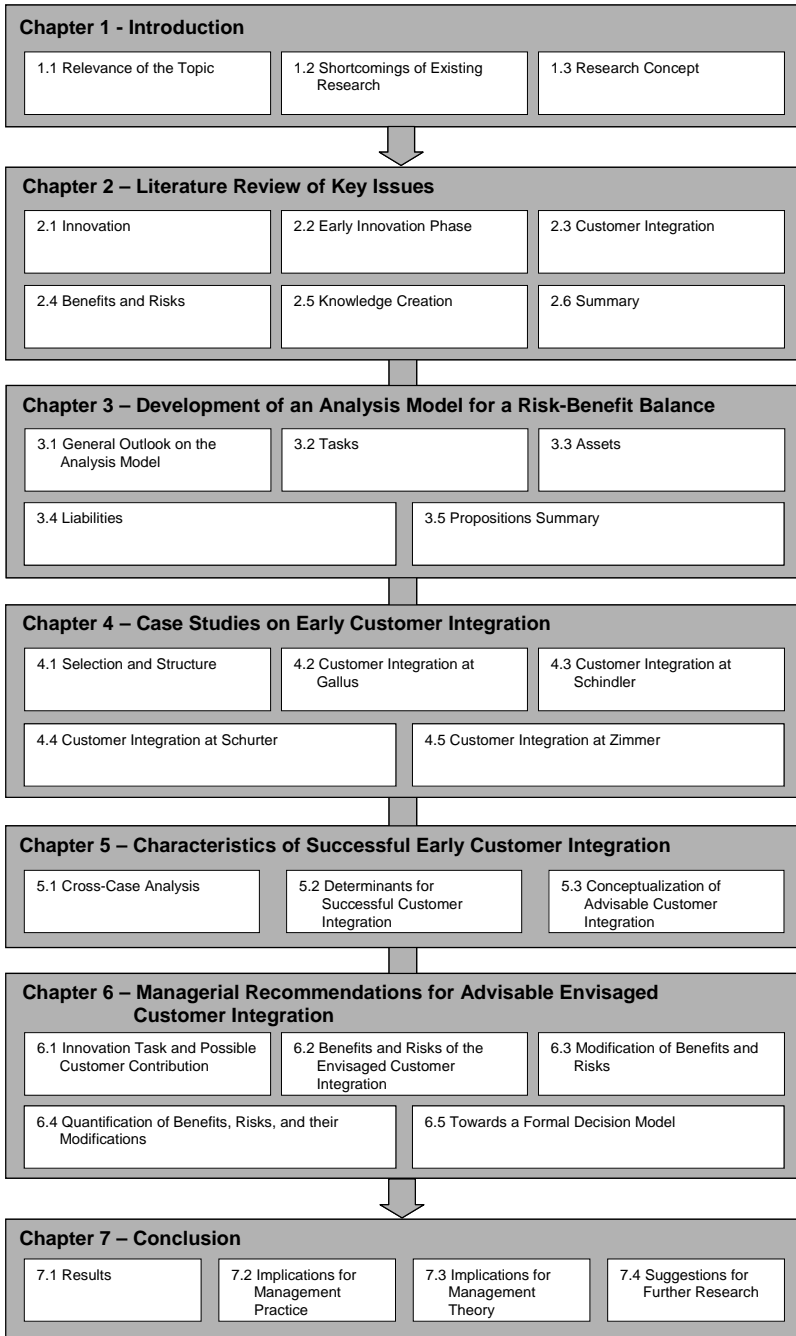 Chapter 1 - Introduction
1.1 Relevance of the Topic
1.2 Shortcomings of Existing
Research
1.3 Research Concept
Chapter 2 – Literature Review of Key Issues
2.1 Innovation
2.2 Early Innovation Phase
2.3 Customer Integration
2.4 Benefits and Risks
2.5 Knowledge Creation
2.6 Summary
Chapter 3 – Development of an Analysis Model for a Risk-Benefit Balance
3.1 General Outlook on the
Analysis Model
3.2 Tasks
3.3 Assets
3.4 Liabilities
3.5 Propositions Summary
Chapter 4 – Case Studies on Early Customer Integration
4.1 Selection and Structure
4.2 Customer Integration at
Gallus
4.3 Customer Integration at
Schindler
4.4 Customer Integration at Schurter
4.5 Customer Integration at Zimmer
Chapter 5 – Characteristics of Successful Early Customer Integration
5.1 Cross-Case Analysis
5.2 Determinants for
Successful Customer
Integration
5.3 Conceptualization of
Advisable Customer
Integration
Chapter 6 – Managerial Recommendations for Advisable Envisaged
Customer Integration
6.1 Innovation Task and Possible
Customer Contribution
6.2 Benefits and Risks of the
Envisaged Customer
Integration
6.3 Modification of Benefits and
Risks
6.4 Quantification of Benefits, Risks, and their
Modifications
6.5 Towards a Formal Decision Model
Chapter 7 – Conclusion
7.1 Results
7.2 Implications for
Management
Practice
7.3 Implications for
Management
Theory
7.4 Suggestions for
Further Research